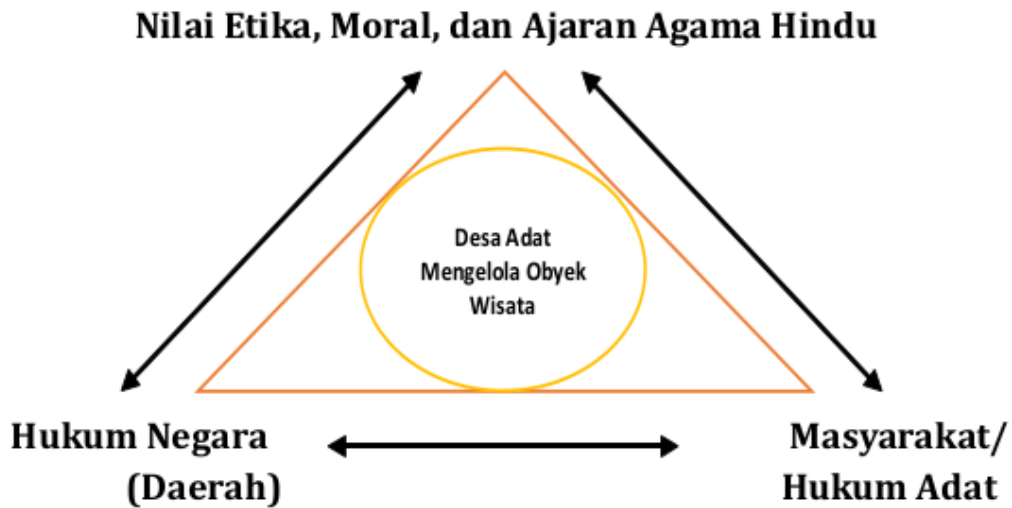 Nilai Etika, Moral, dan Ajaran Agama Hindu
Desa Adat
Mengelola Obyek
Wisata
Hukum Negara
(Daerah)
Masyarakat/
Hukum Adat